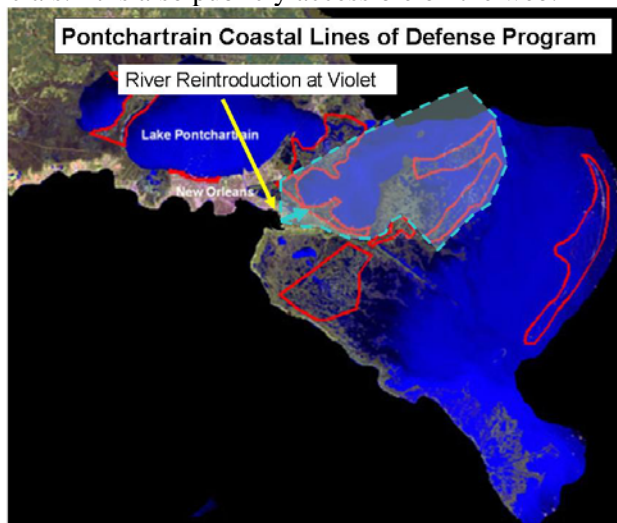 Pontchartrain Coastal Lines of Defense Program
River Reintroduction at Violet
Lake Pontchartrain
New Orleans